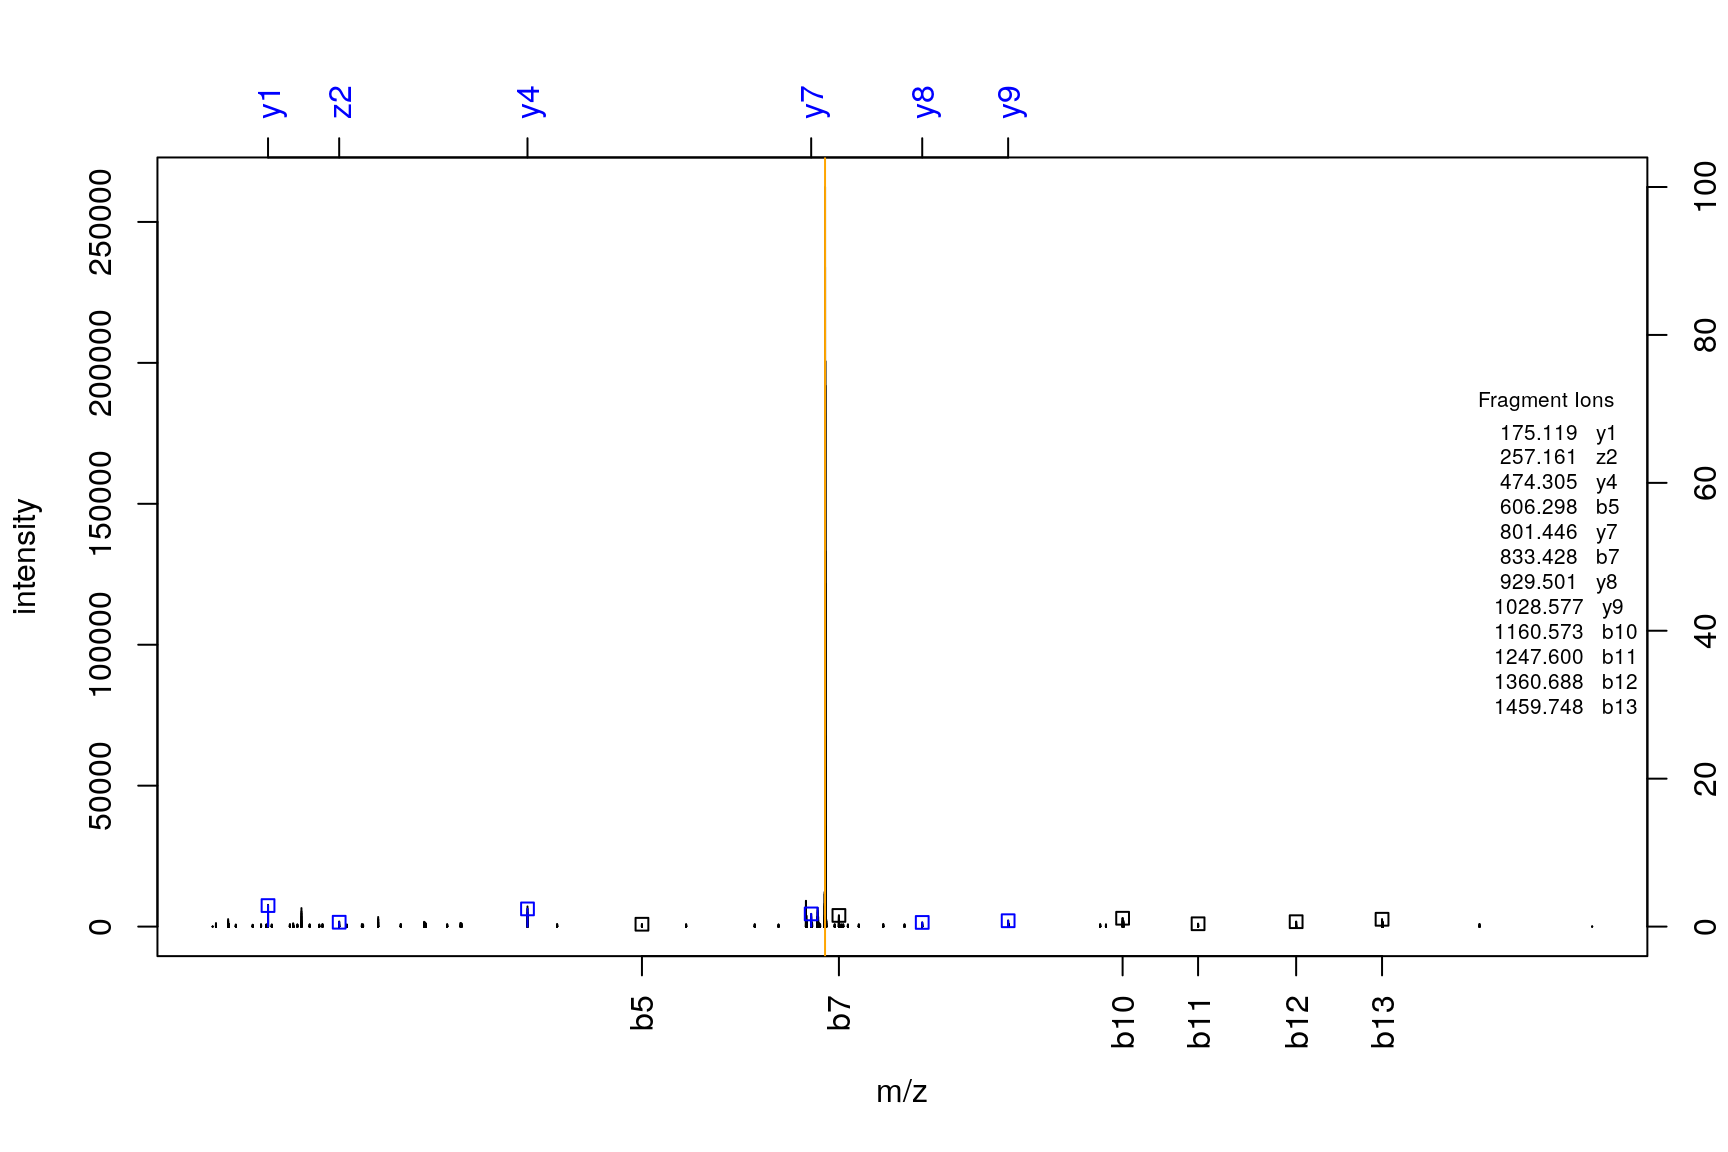 y1 z2 y4 y7 y8 y9
250000
200000
150000
100000
50000
0
intensity
100
80
60
40
20
0
Fragment Ions
175.119 y1
257.161 z2
474.305 y4
606.298 b5
801.446 y7
833.428 b7
929.501 y8
1028.577 y9
1160.573 b10
1247.600 b11
1360.688 b12
1459.748 b13
b5 b7 b10 b11 b12 b13
m/z